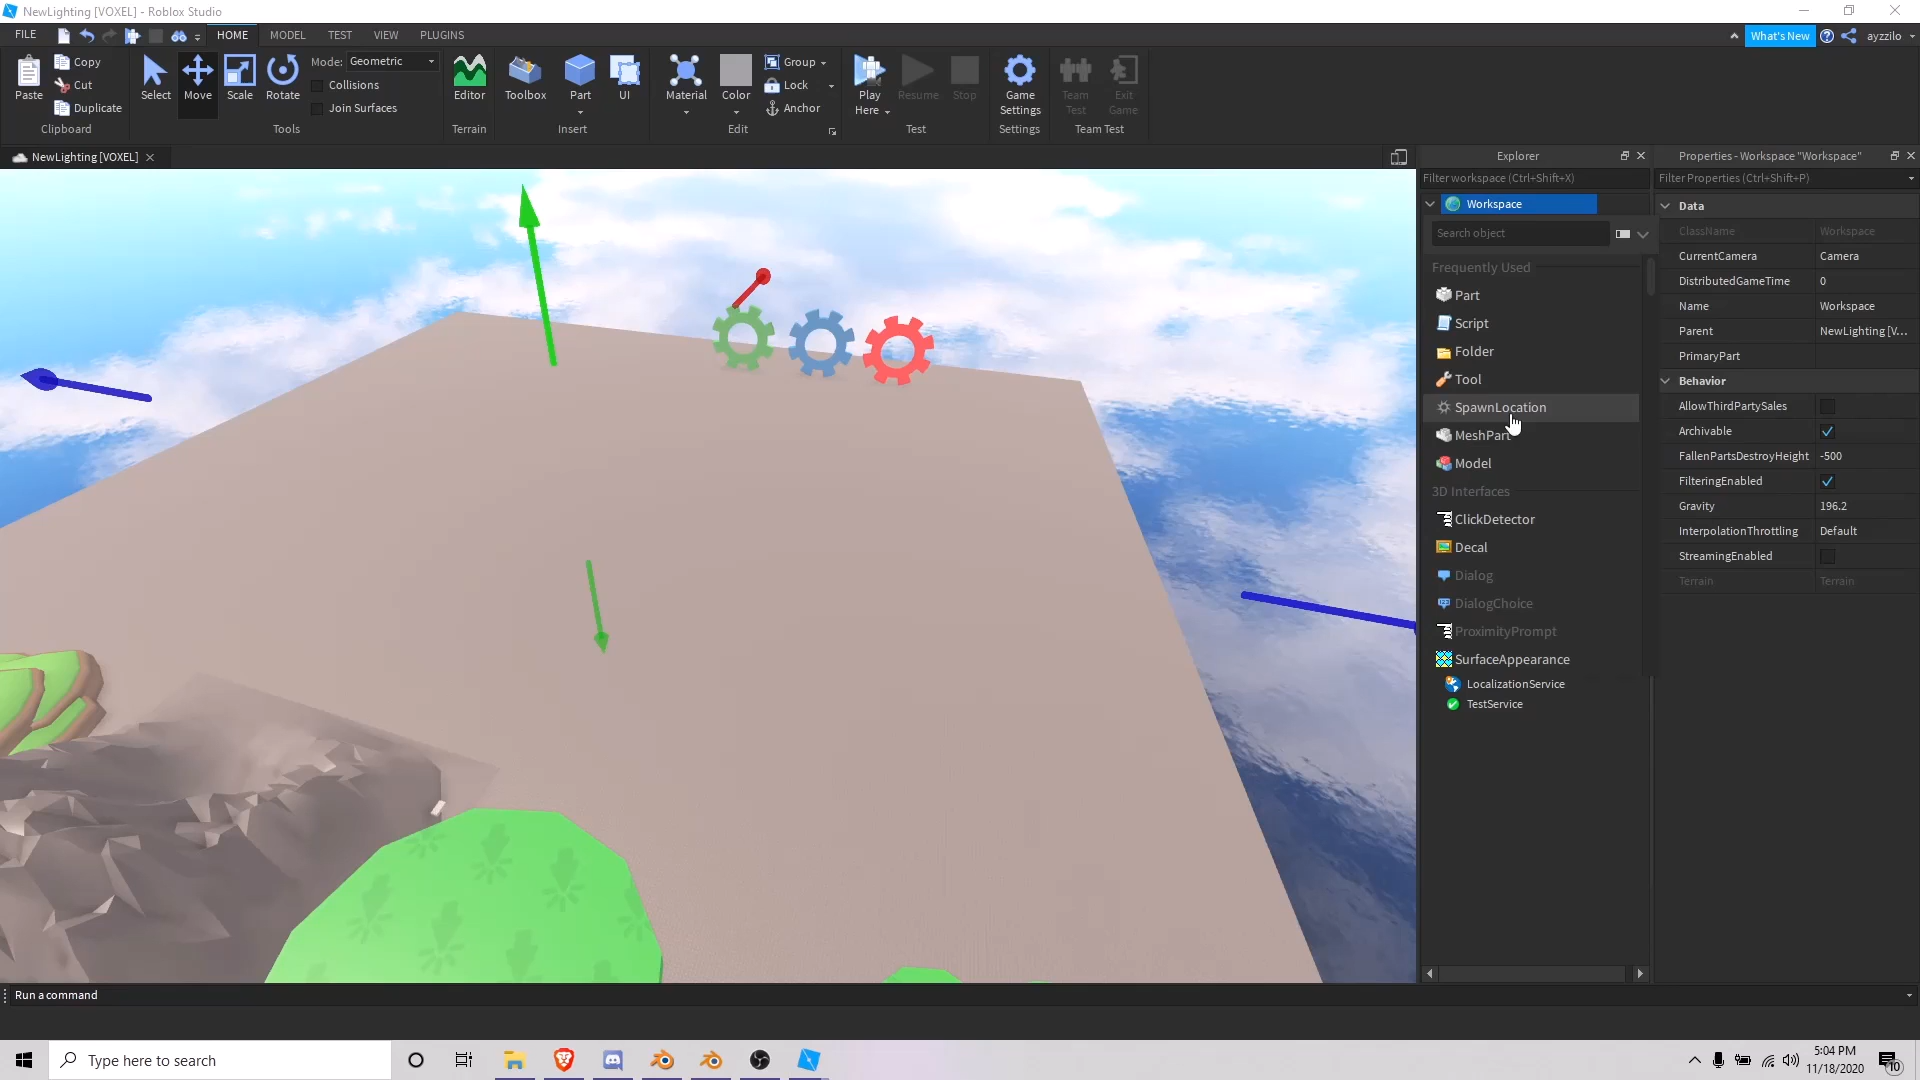 NewLighting [VOXEL] - Roblox Studio
FILE HOME MODEL TEST VIEW PLUGINS What's New ayzzilo
Paste Copy Cut Duplicate Clipboard
Select Move Scale Rotate Mode: Geometric Collisions Join Surfaces Tools
Editor Terrain
Toolbox Part UI Insert
Material Color Group Lock Anchor Edit
Play Here Resume Stop Test
Game Settings Settings
Team Test Exit Game Team Test
NewLighting [VOXEL]
Explorer
Filter workspace (Ctrl+Shift+X)
Workspace
Search object
Frequently Used
Part
Script
Folder
Tool
SpawnLocation
MeshPart
Model
3D Interfaces
ClickDetector
Decal
Dialog
DialogChoice
ProximityPrompt
SurfaceAppearance
LocalizationService
TestService
Properties - Workspace "Workspace"
Filter Properties (Ctrl+Shift+P)
Data
ClassName Workspace
CurrentCamera Camera
DistributedGameTime 0
Name Workspace
Parent NewLighting [V...
PrimaryPart
Behavior
AllowThirdPartySales
Archivable
FallenPartsDestroyHeight -500
FilteringEnabled
Gravity 196.2
InterpolationThrottling Default
StreamingEnabled
Terrain Terrain
Run a command
Type here to search
5:04 PM
11/18/2020
10